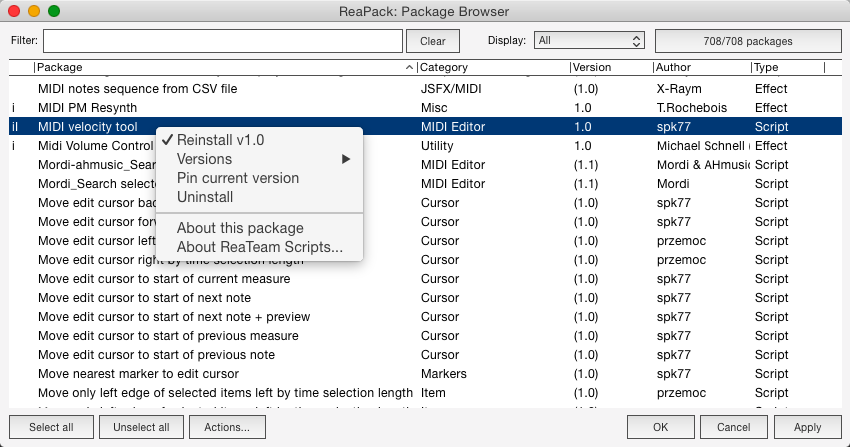 ReaPack: Package Browser
Filter: Clear Display: All 708/708 packages
Package Category Version Author Type
MIDI notes sequence from CSV file JSFX/MIDI (1.0) X-Raym Effect
i MIDI PM Resynth Misc 1.0 T.Rochebois Effect
iI MIDI velocity tool MIDI Editor 1.0 spk77 Script
i Midi Volume Control Utility 1.0 Michael Schnell ( Effect
Mordi-ahmusic_Sear MIDI Editor (1.1) Mordi & AHmusic Script
Mordi_Search selecte MIDI Editor (1.1) Mordi Script
Move edit cursor bac Cursor (1.0) spk77 Script
Move edit cursor forw Cursor (1.0) spk77 Script
Move edit cursor left Cursor (1.0) przemoc Script
Move edit cursor right by time selection length Cursor (1.0) przemoc Script
Move edit cursor to start of current measure Cursor (1.0) spk77 Script
Move edit cursor to start of next note Cursor (1.0) spk77 Script
Move edit cursor to start of next note + preview Cursor (1.0) spk77 Script
Move edit cursor to start of previous measure Cursor (1.0) spk77 Script
Move edit cursor to start of previous note Cursor (1.0) spk77 Script
Move nearest marker to edit cursor Markers (1.0) spk77 Script
Move only left edge of selected items left by time selection length Item (1.0) przemoc Script
Reinstall v1.0
Versions
Pin current version
Uninstall
About this package
About ReaTeam Scripts...
Select all Unselect all Actions... OK Cancel Apply